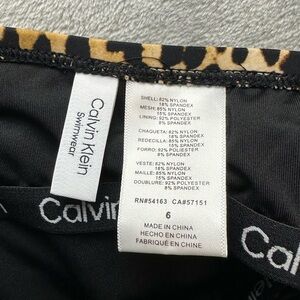 Calvin Klein
Swimwear
SHELL: 82% NYLON
18% SPANDEX
MESH: 85% NYLON
15% SPANDEX
LINING: 92% POLYESTER
8% SPANDEX
CHAQUETA: 82% NYLON
18% SPANDEX
REDECILLA: 85% NYLON
15% SPANDEX
FORRO: 92% POLYESTER
8% SPANDEX
VESTE: 82% NYLON
18% SPANDEX
MAILLE: 85% NYLON
15% SPANDEX
DOUBLURE: 92% POLYESTER
8% SPANDEX
RN#54163 CA#57151
6
MADE IN CHINA
HECHO EN CHINA
FABRIQUÉ EN CHINE.
Calvin
Cal